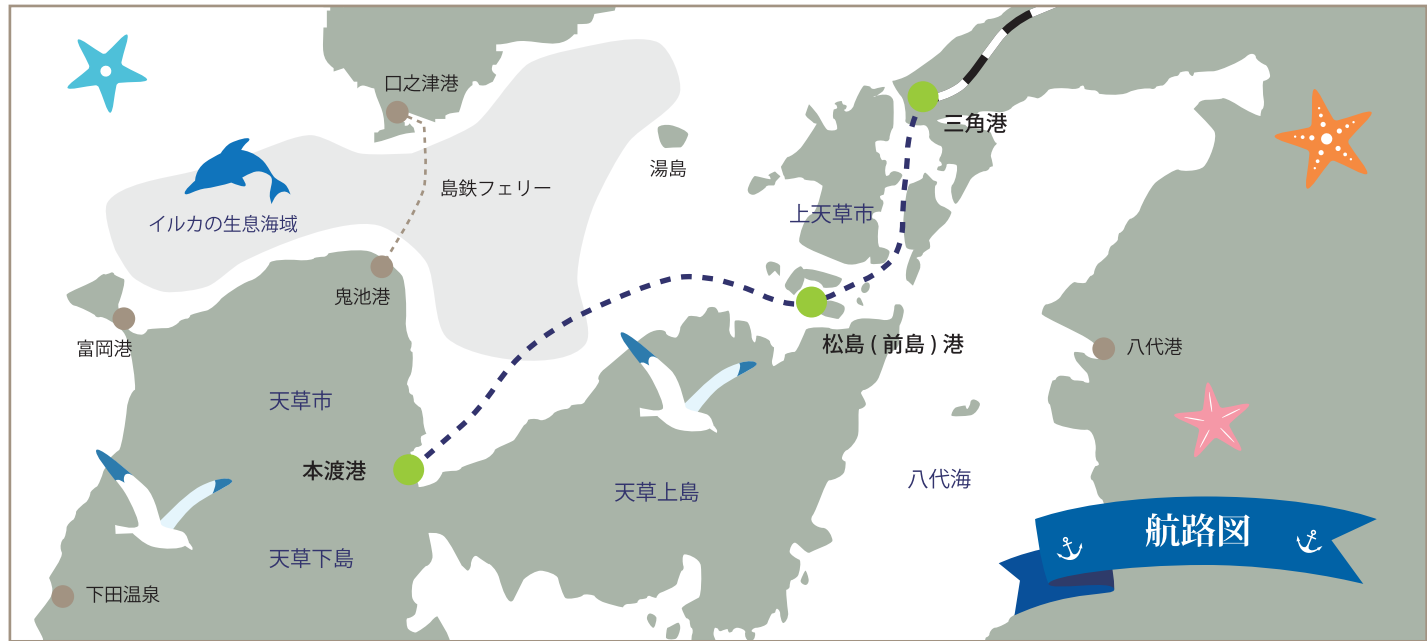 口之津港
三角港
湯島
島鉄フェリー
上天草市
イルカの生息海域
鬼池港
富岡港
松島(前島)港
八代港
天草市
本渡港
天草上島
八代海
航路図
天草下島
下田温泉